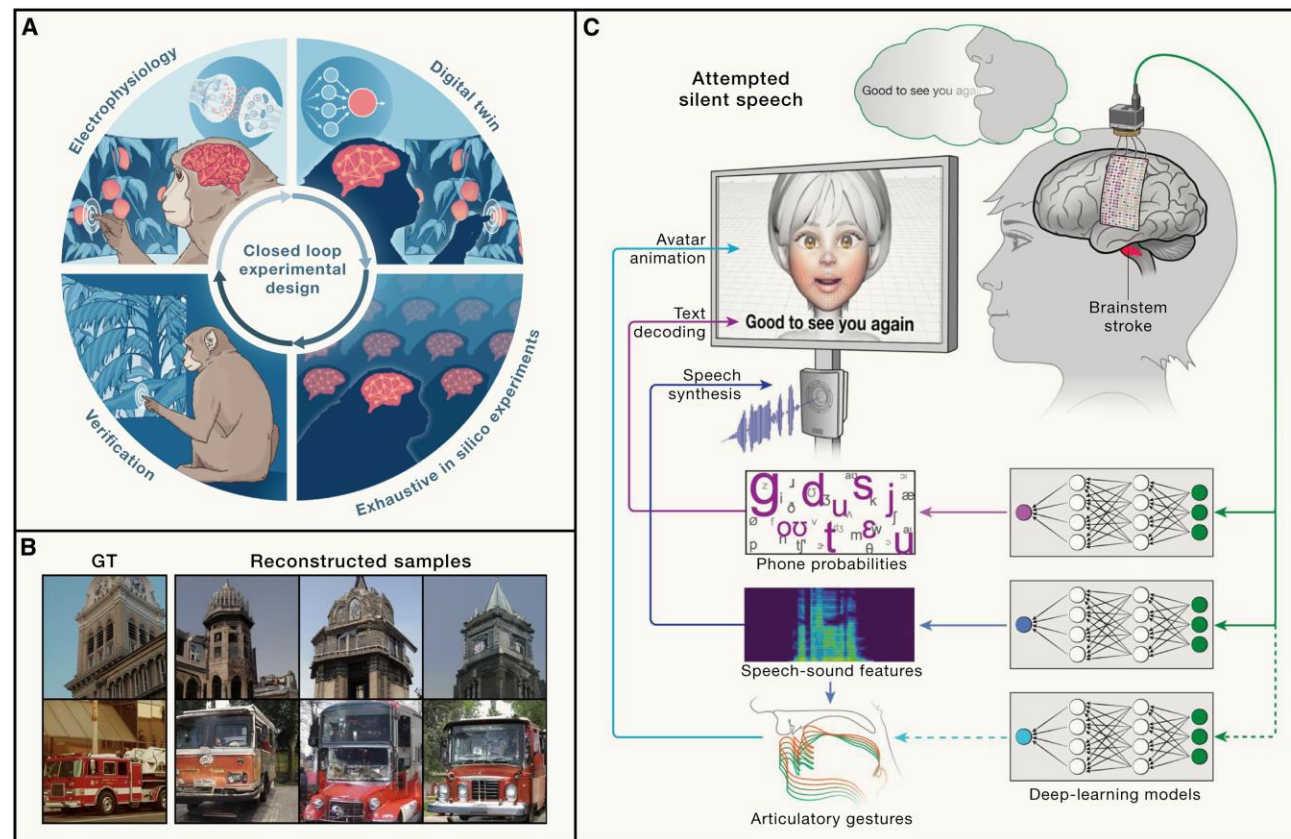 A
Electrophysiology
Digital twin
Closed loop
experimental
design
Verification
Exhaustive in silico experiments
B
GT
Reconstructed samples
C
Attempted
silent speech
Good to see you again
Avatar
animation
Text
decoding
Good to see you again
Brainstem
stroke
Speech
synthesis
Phone probabilities
Speech-sound features
Articulatory gestures
Deep-learning models